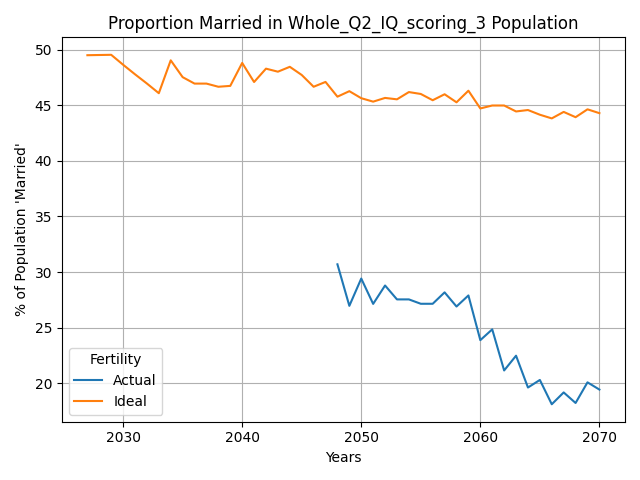 Proportion Married in Whole_Q2_IQ_scoring_3 Population
% of Population 'Married'
50
45
40
35
30
25
20
Fertility
Actual
Ideal
2030 2040 2050 2060 2070
Years